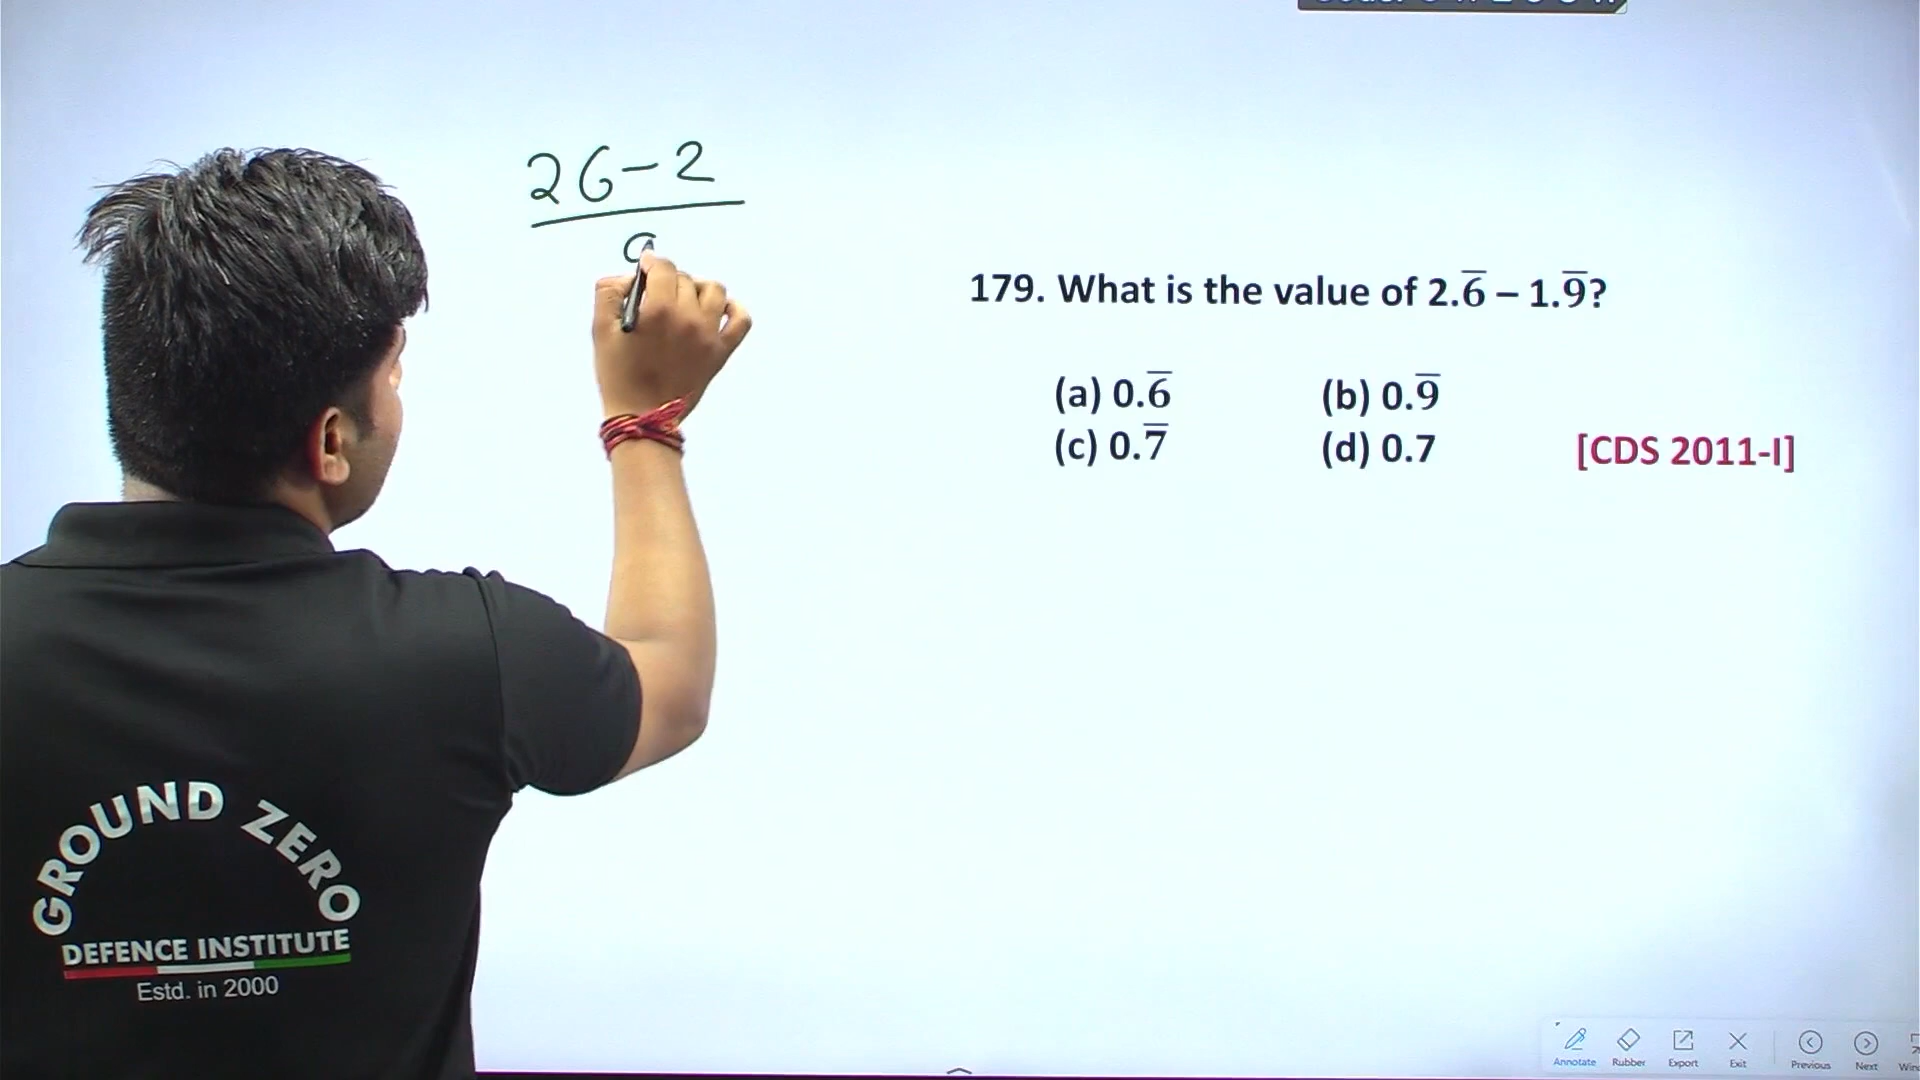 26-2
9
179. What is the value of 2.6̅ – 1.9̅?
(a) 0.6̅ (b) 0.9̅
(c) 0.7̅ (d) 0.7 [CDS 2011-I]
GROUND ZERO
DEFENCE INSTITUTE
Estd. in 2000
Annotate Rubber Export Exit Previous Next